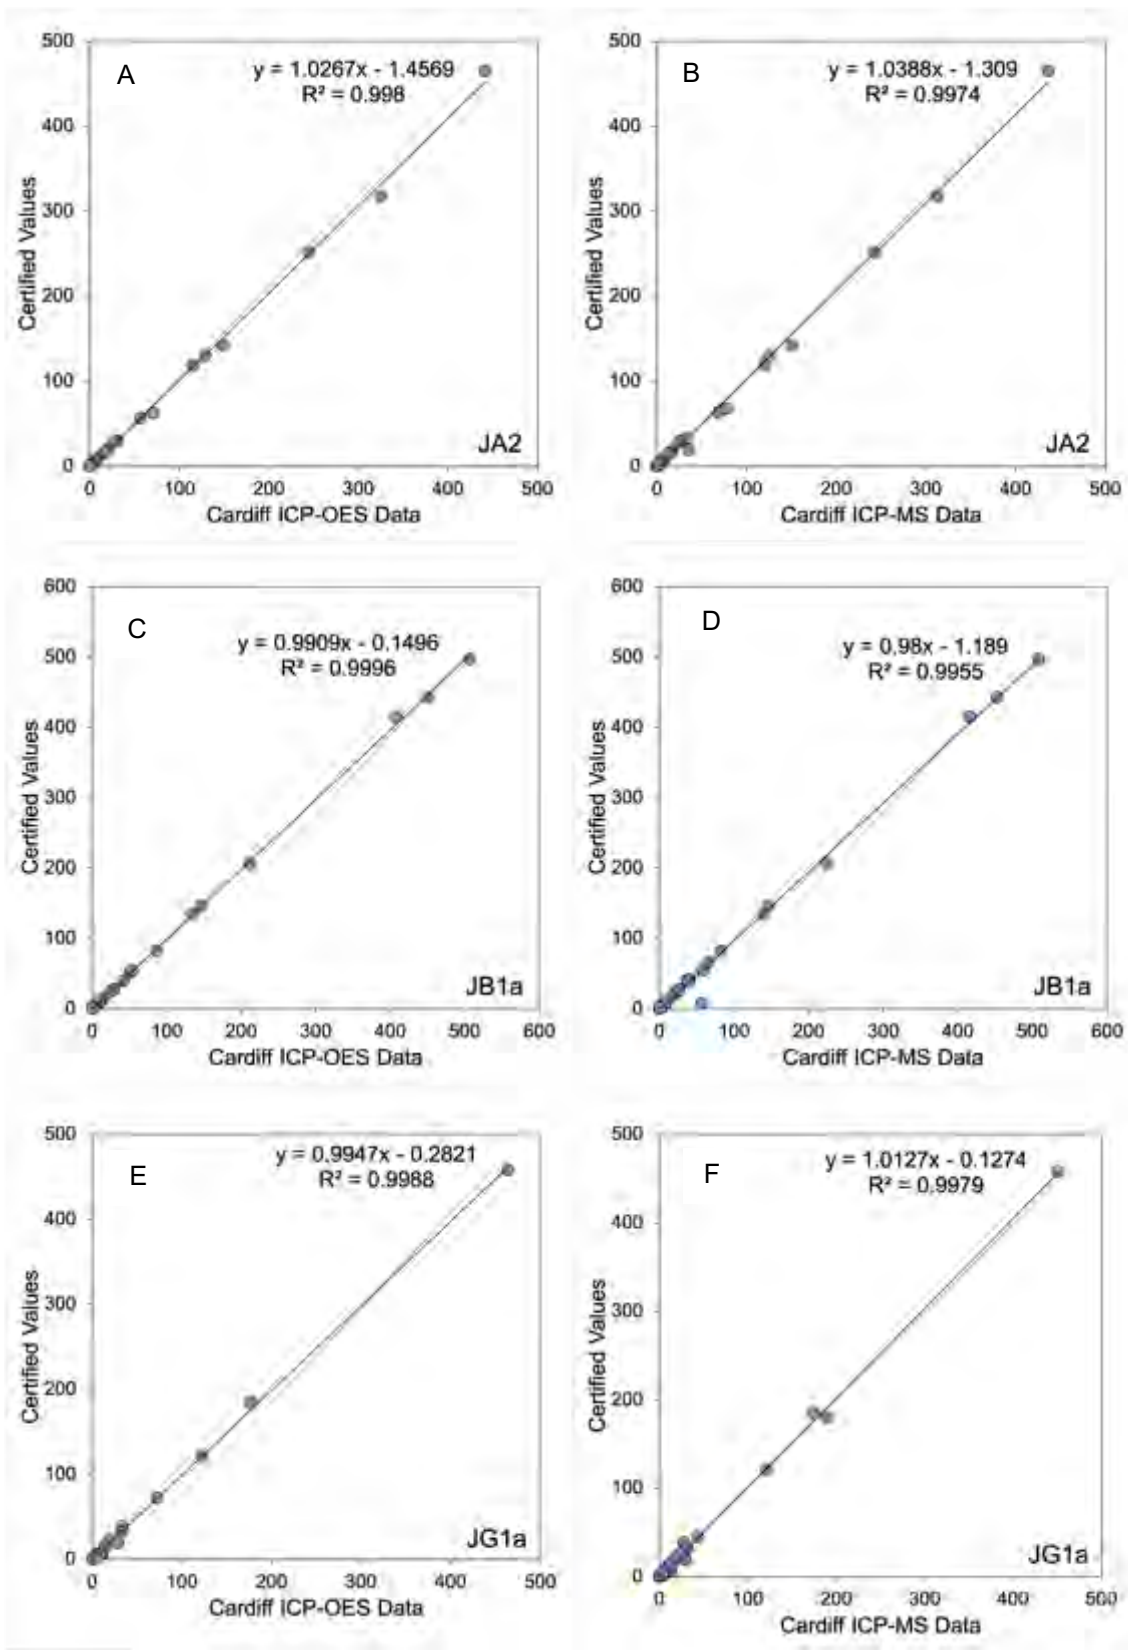 500
400
300
200
100
0
Certified Values
A
y = 1.0267x - 1.4569
R² = 0.998
JA2
0 100 200 300 400 500
Cardiff ICP-OES Data
500
400
300
200
100
0
Certified Values
B
y = 1.0388x - 1.309
R² = 0.9974
JA2
0 100 200 300 400 500
Cardiff ICP-MS Data
600
500
400
300
200
100
0
Certified Values
C
y = 0.9909x - 0.1496
R² = 0.9996
JB1a
0 100 200 300 400 500 600
Cardiff ICP-OES Data
600
500
400
300
200
100
0
Certified Values
D
y = 0.98x - 1.189
R² = 0.9955
JB1a
0 100 200 300 400 500 600
Cardiff ICP-MS Data
500
400
300
200
100
0
Certified Values
E
y = 0.9947x - 0.2821
R² = 0.9988
JG1a
0 100 200 300 400 500
Cardiff ICP-OES Data
500
400
300
200
100
0
Certified Values
F
y = 1.0127x - 0.1274
R² = 0.9979
JG1a
0 100 200 300 400 500
Cardiff ICP-MS Data